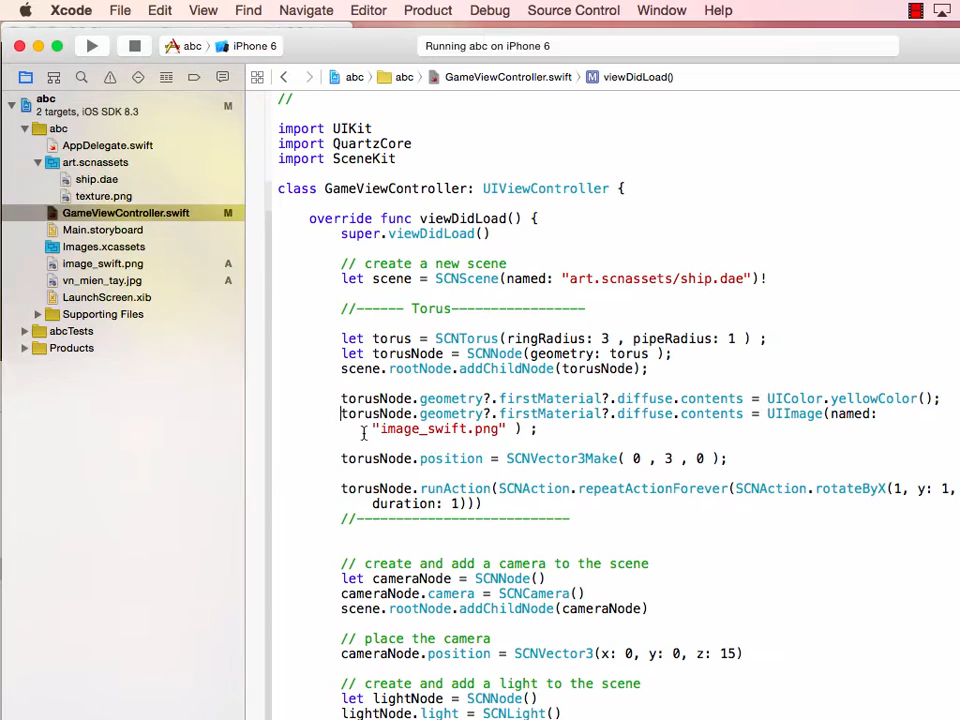 Xcode File Edit View Find Navigate Editor Product Debug Source Control Window Help
abc iPhone 6 Running abc on iPhone 6
abc abc GameViewController.swift M viewDidLoad()
abc M
2 targets, iOS SDK 8.3
abc
AppDelegate.swift
art.scnassets
ship.dae
texture.png
GameViewController.swift M
Main.storyboard
Images.xcassets
image_swift.png A
vn_mien_tay.jpg A
LaunchScreen.xib
Supporting Files
abcTests
Products
//
import UIKit
import QuartzCore
import SceneKit
class GameViewController: UIViewController {
override func viewDidLoad() {
super.viewDidLoad()
// create a new scene
let scene = SCNScene(named: "art.scnassets/ship.dae")!
//------ Torus-----------------
let torus = SCNTorus(ringRadius: 3 , pipeRadius: 1 ) ;
let torusNode = SCNNode(geometry: torus );
scene.rootNode.addChildNode(torusNode);
torusNode.geometry?.firstMaterial?.diffuse.contents = UIColor.yellowColor();
torusNode.geometry?.firstMaterial?.diffuse.contents = UIImage(named:
"image_swift.png" ) ;
torusNode.position = SCNVector3Make( 0 , 3 , 0 );
torusNode.runAction(SCNAction.repeatActionForever(SCNAction.rotateByX(1, y: 1,
duration: 1)))
//---------------------------
// create and add a camera to the scene
let cameraNode = SCNNode()
cameraNode.camera = SCNCamera()
scene.rootNode.addChildNode(cameraNode)
// place the camera
cameraNode.position = SCNVector3(x: 0, y: 0, z: 15)
// create and add a light to the scene
let lightNode = SCNNode()
lightNode.light = SCNLight()